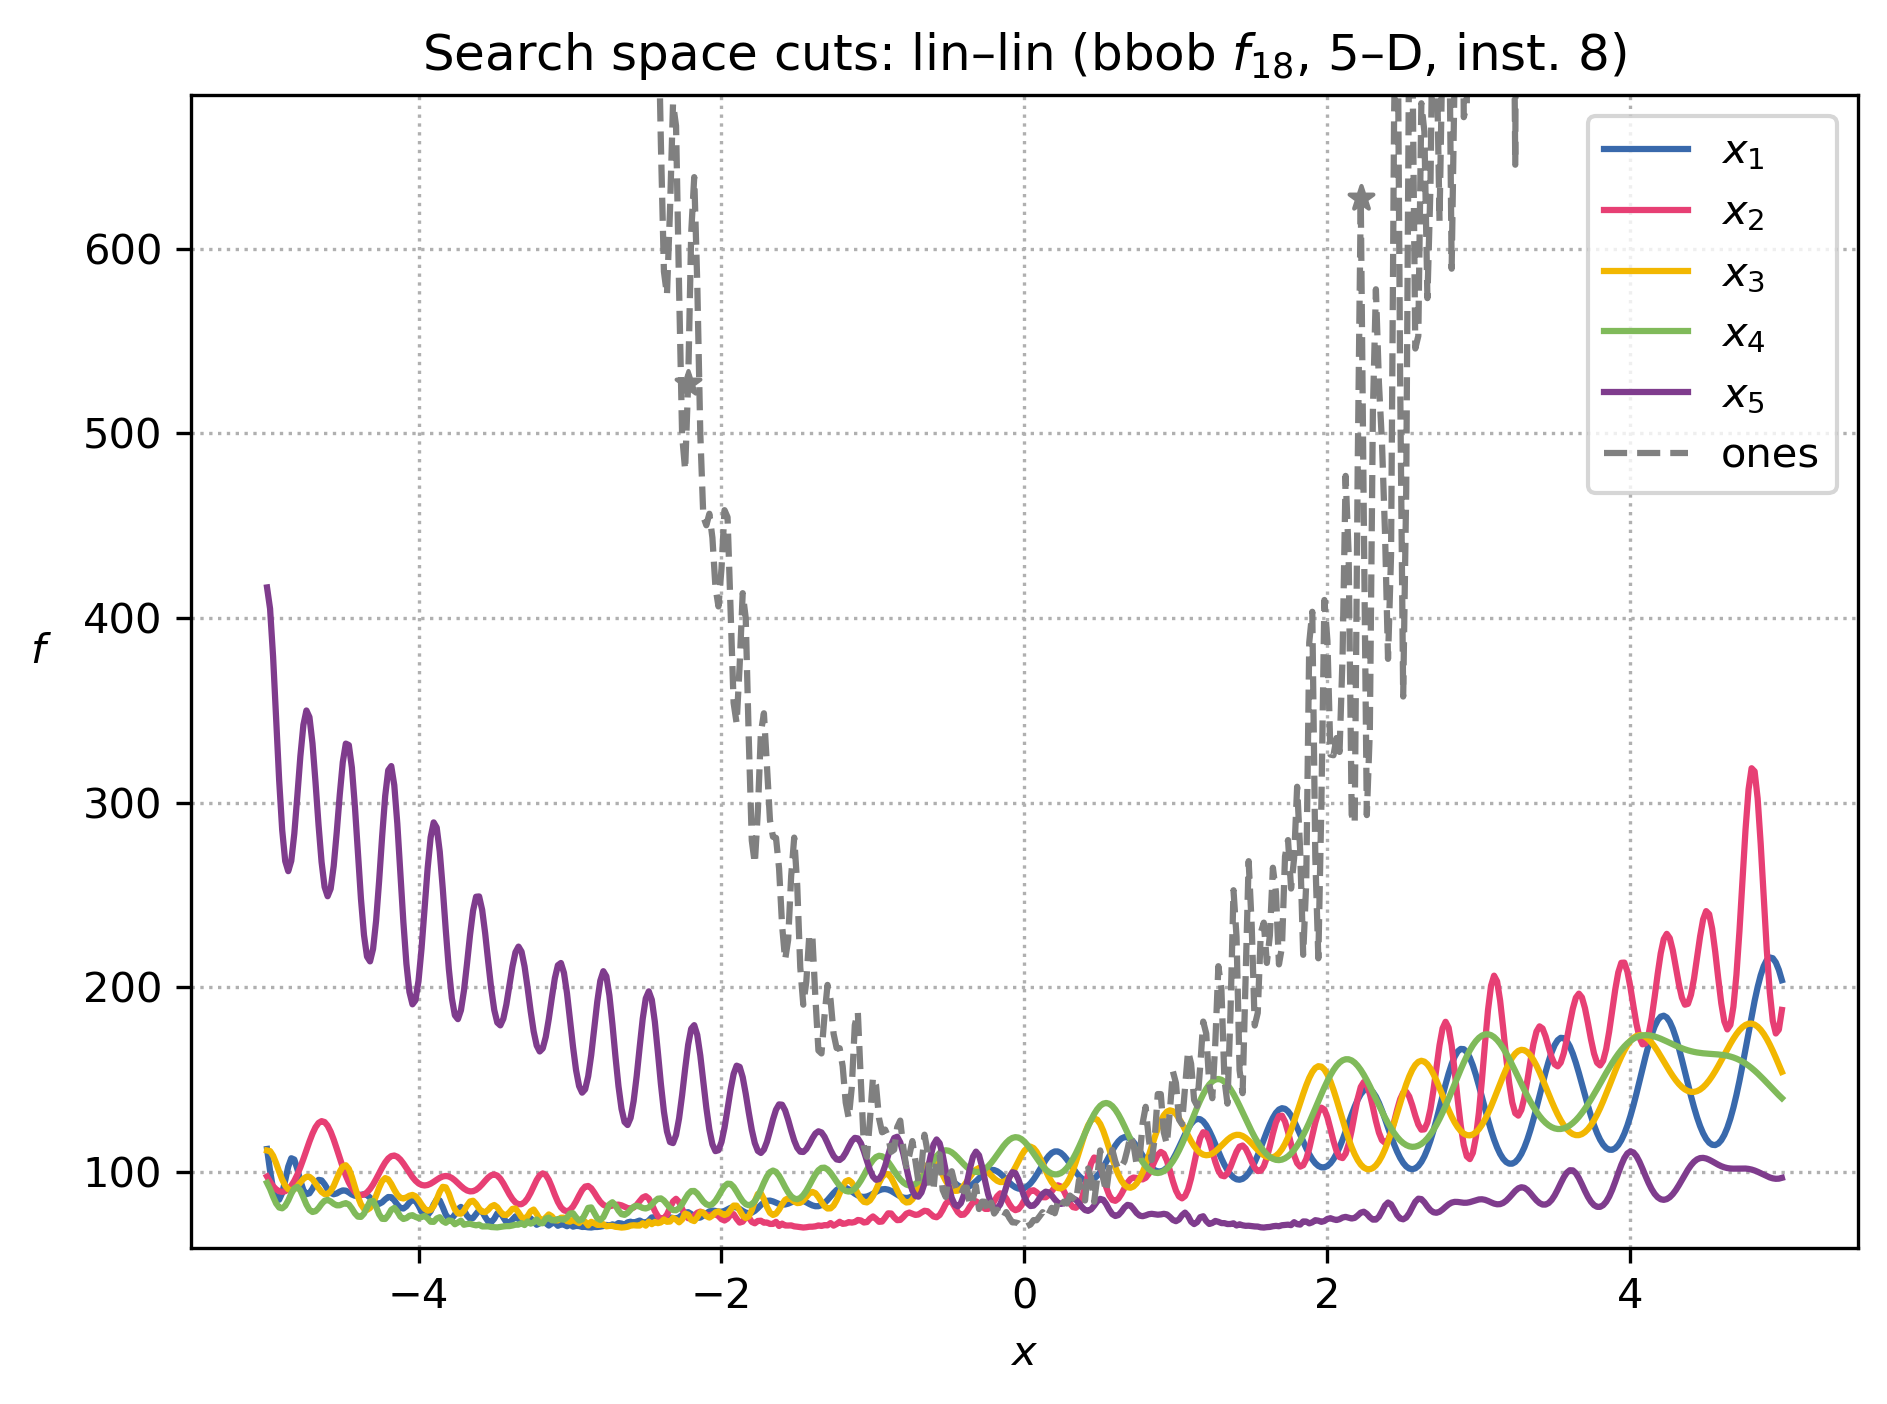 Search space cuts: lin–lin (bbob f₁₈, 5–D, inst. 8)
x₁
x₂
x₃
x₄
x₅
ones
600
500
400
300
200
100
f
−4
−2
0
2
4
x